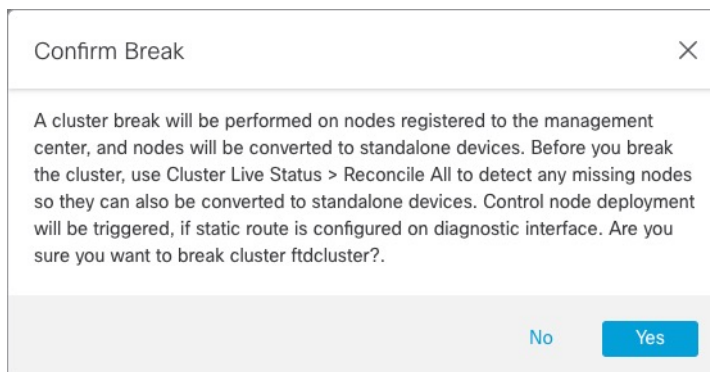 Confirm Break
A cluster break will be performed on nodes registered to the management
center, and nodes will be converted to standalone devices. Before you break
the cluster, use Cluster Live Status > Reconcile All to detect any missing nodes
so they can also be converted to standalone devices. Control node deployment
will be triggered, if static route is configured on diagnostic interface. Are you
sure you want to break cluster ftdcluster?.
No
Yes